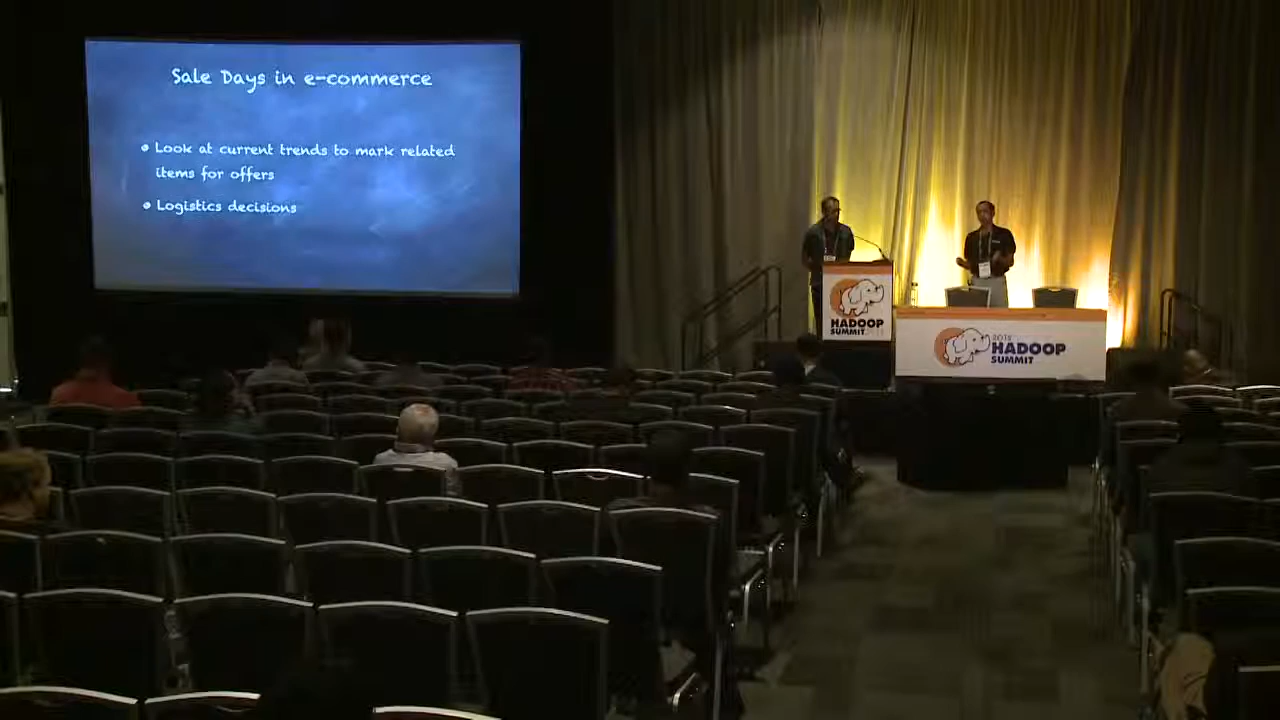 Sale Days in e-commerce
• Look at current trends to mark related
items for offers
• Logistics decisions
HADOOP
SUMMIT
2015
HADOOP
SUMMIT